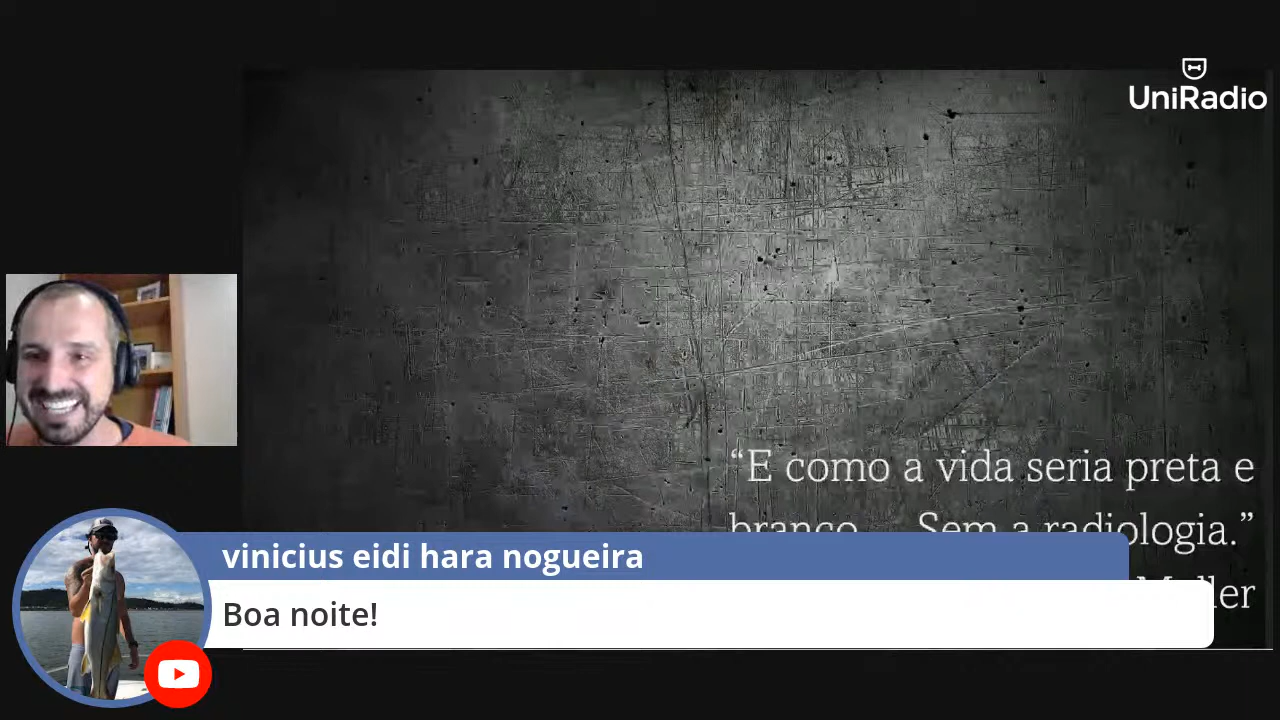 UniRadio
“E como a vida seria preta e
branco... Sem a radiologia.”
vinicius eidi hara nogueira
Boa noite!